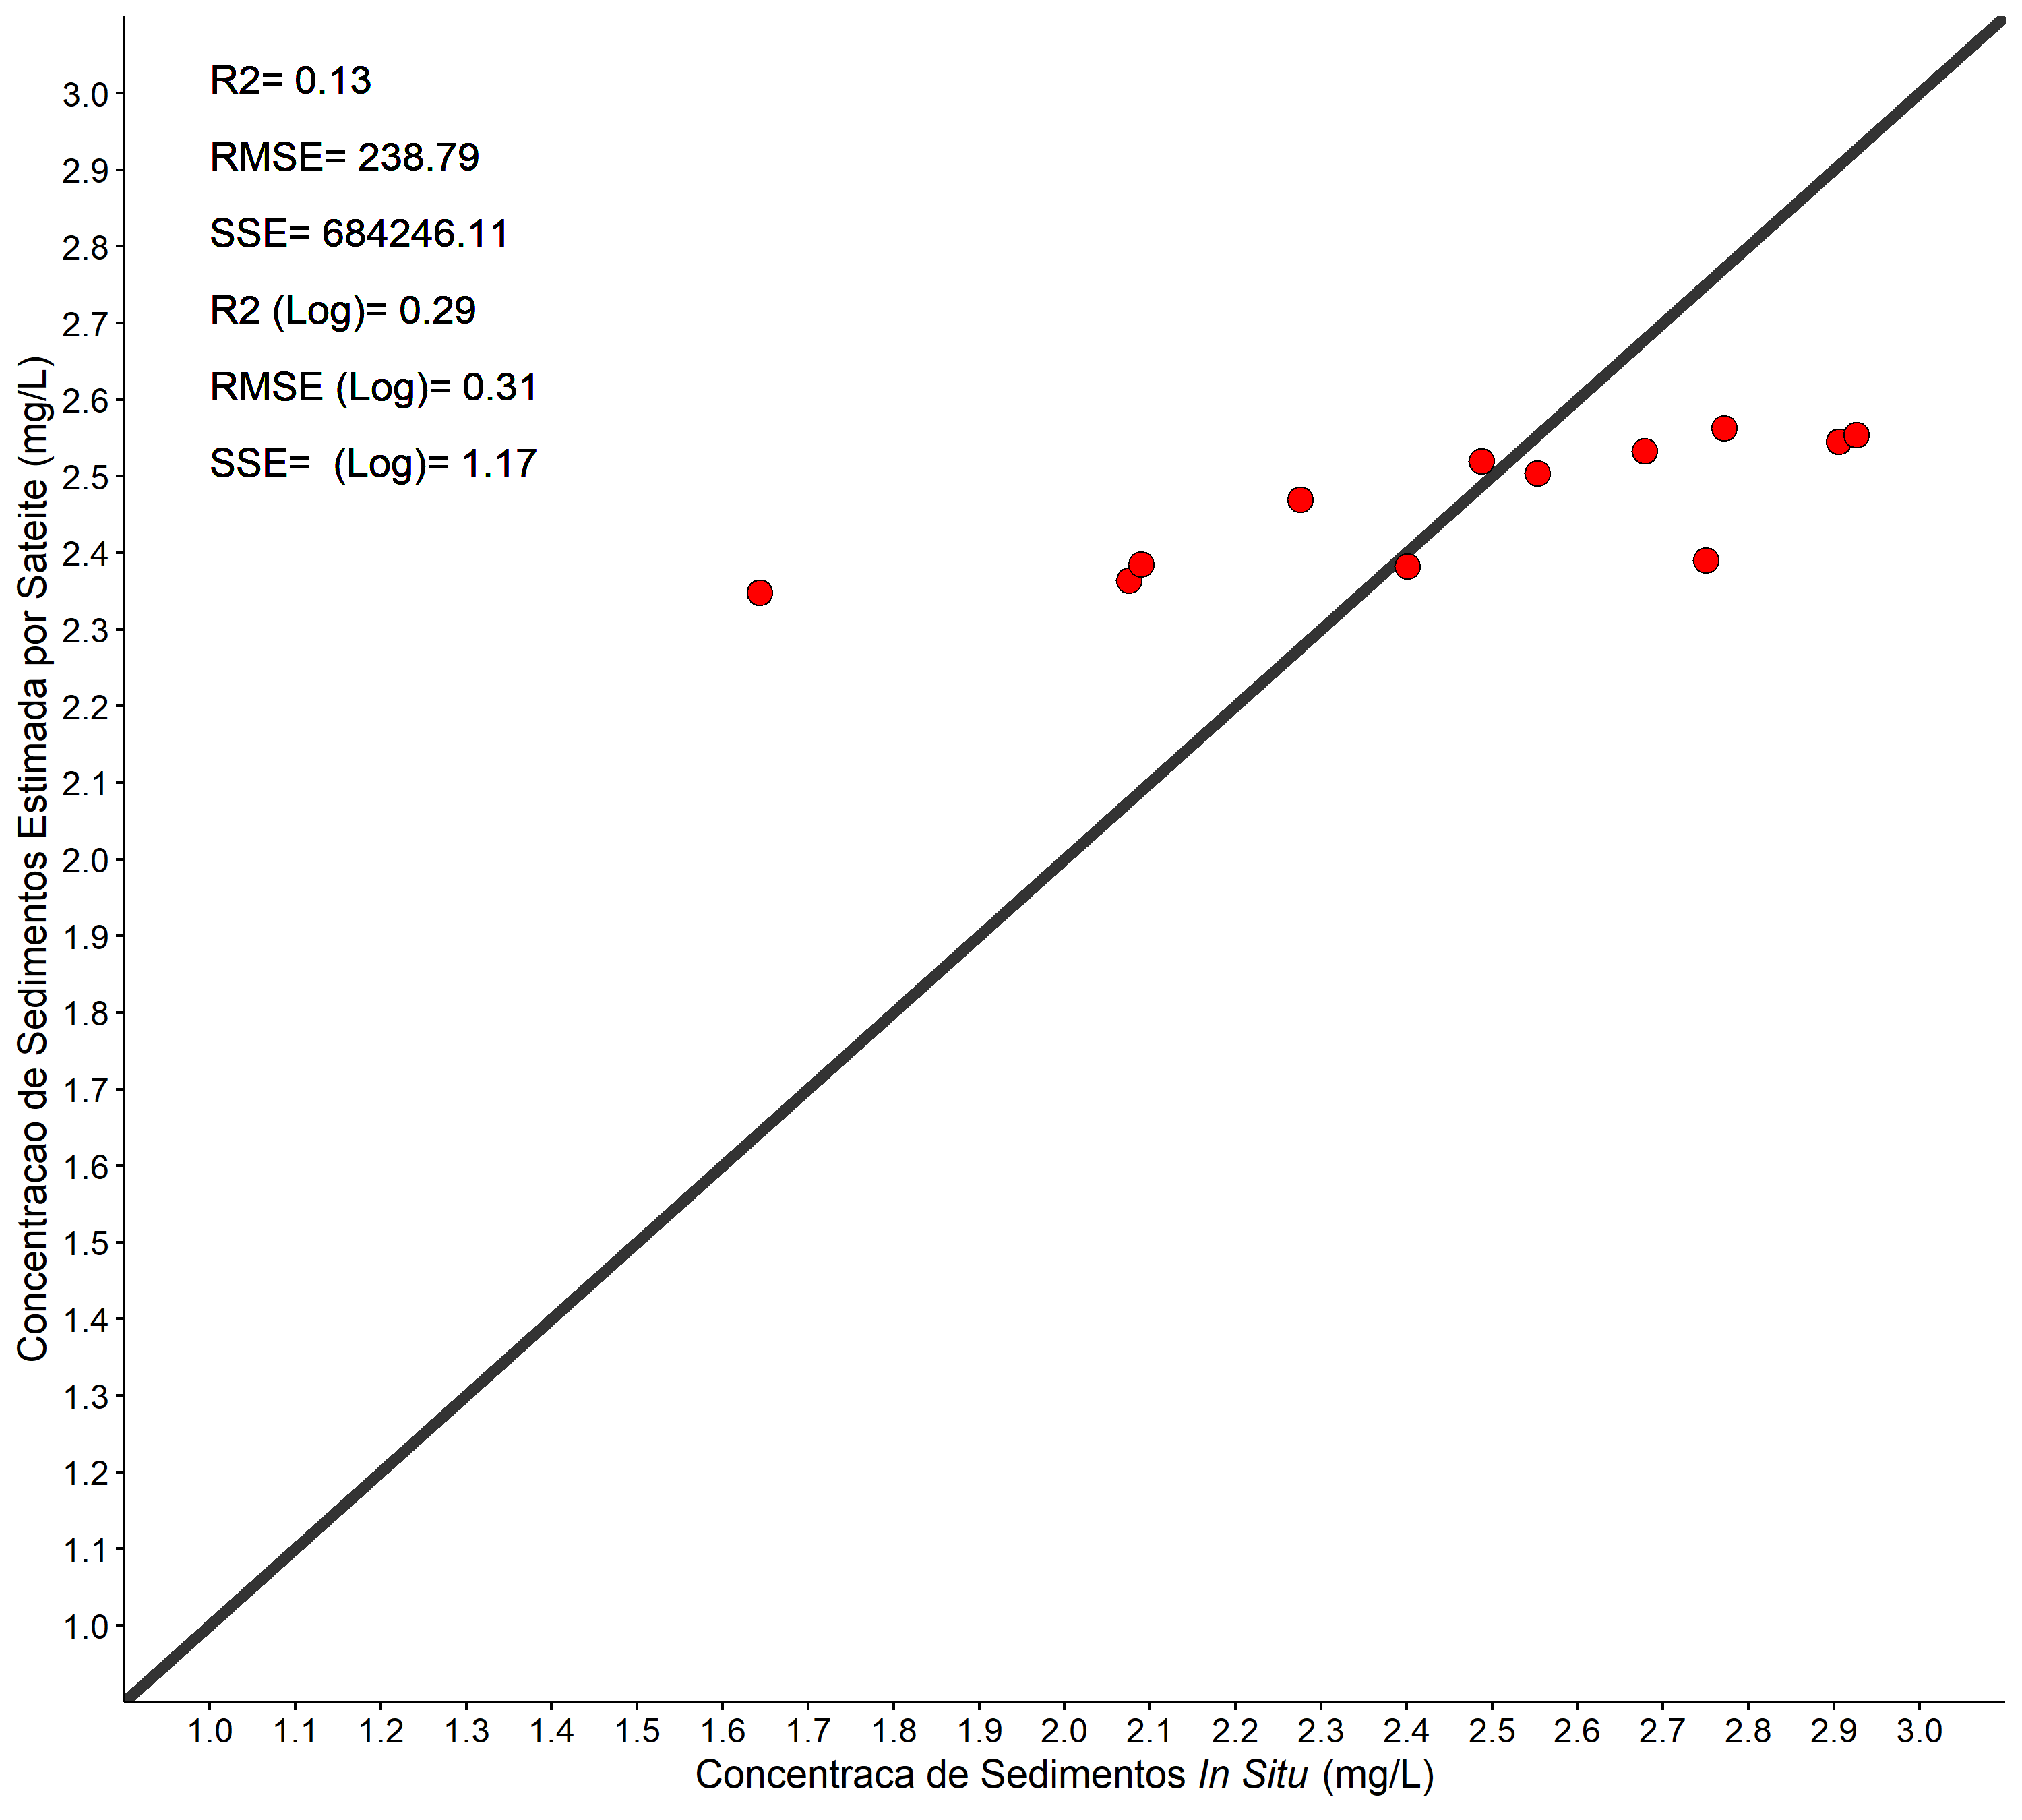 R2= 0.13
RMSE= 238.79
SSE= 684246.11
R2 (Log)= 0.29
RMSE (Log)= 0.31
SSE=  (Log)= 1.17
Concentracao de Sedimentos Estimada por Sateite (mg/L)
3.0
2.9
2.8
2.7
2.6
2.5
2.4
2.3
2.2
2.1
2.0
1.9
1.8
1.7
1.6
1.5
1.4
1.3
1.2
1.1
1.0
1.0 1.1 1.2 1.3 1.4 1.5 1.6 1.7 1.8 1.9 2.0 2.1 2.2 2.3 2.4 2.5 2.6 2.7 2.8 2.9 3.0
Concentraca de Sedimentos In Situ (mg/L)